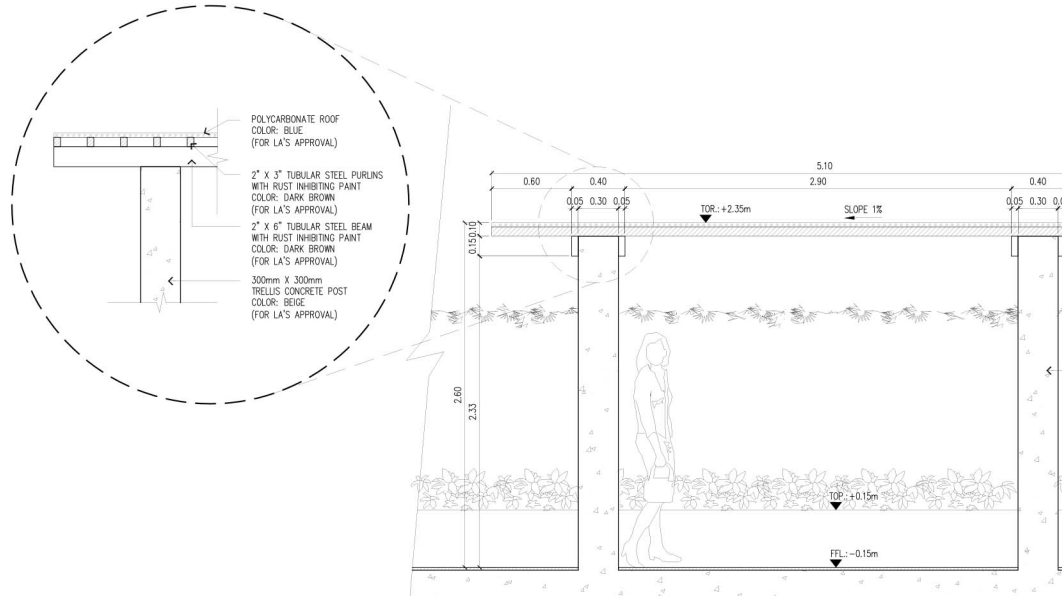 POLYCARBONATE ROOF
COLOR: BLUE
(FOR LA'S APPROVAL)
2" X 3" TUBULAR STEEL PURLINS
WITH RUST INHIBITING PAINT
COLOR: DARK BROWN
(FOR LA'S APPROVAL)
2" X 6" TUBULAR STEEL BEAM
WITH RUST INHIBITING PAINT
COLOR: DARK BROWN
(FOR LA'S APPROVAL)
300mm X 300mm
TRELLIS CONCRETE POST
COLOR: BEIGE
(FOR LA'S APPROVAL)
5.10
0.60 0.40 2.90 0.40
0.05 0.30 0.05 0.05 0.30
TOR.: +2.35m SLOPE 1%
0.10
0.15
2.60
2.33
TOP.: +0.15m
FFL.: -0.15m